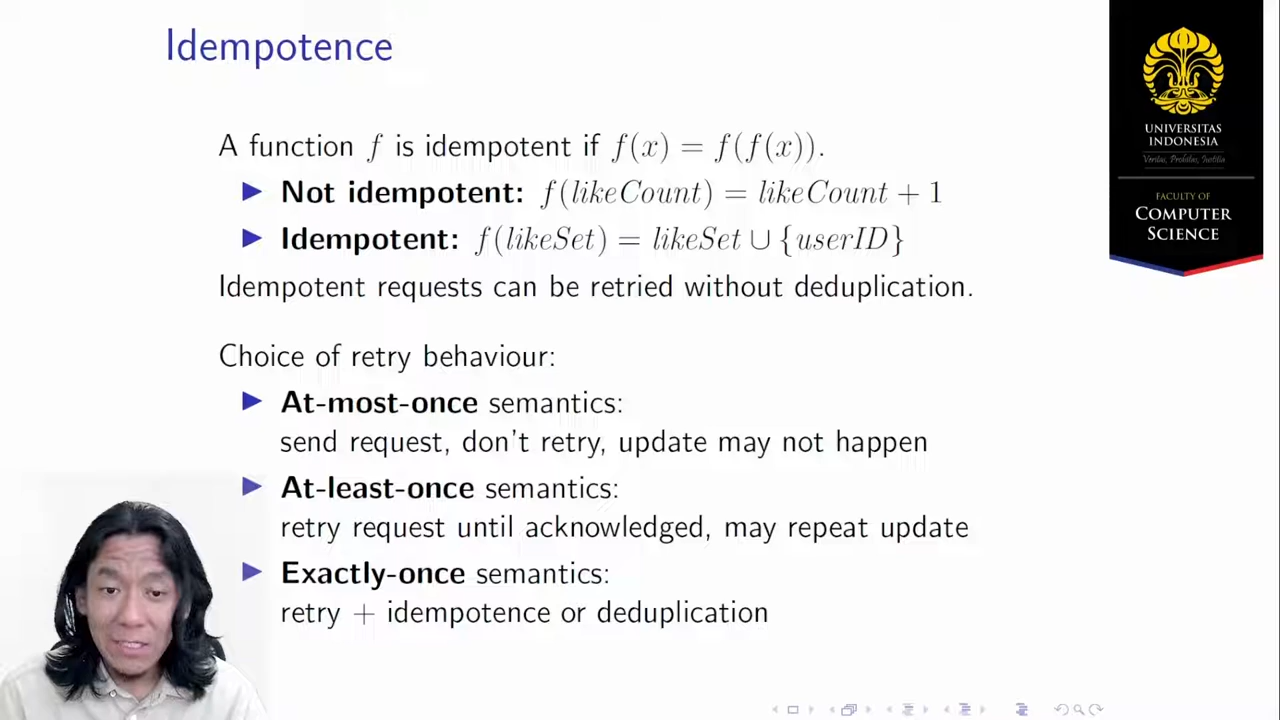 Idempotence
A function f is idempotent if f(x) = f(f(x)).
▶ Not idempotent: f(likeCount) = likeCount + 1
▶ Idempotent: f(likeSet) = likeSet ∪ {userID}
Idempotent requests can be retried without deduplication.
Choice of retry behaviour:
▶ At-most-once semantics:
send request, don't retry, update may not happen
▶ At-least-once semantics:
retry request until acknowledged, may repeat update
▶ Exactly-once semantics:
retry + idempotence or deduplication
UNIVERSITAS
INDONESIA
Veritas, Probitas, Iustitia
FACULTY OF
COMPUTER
SCIENCE